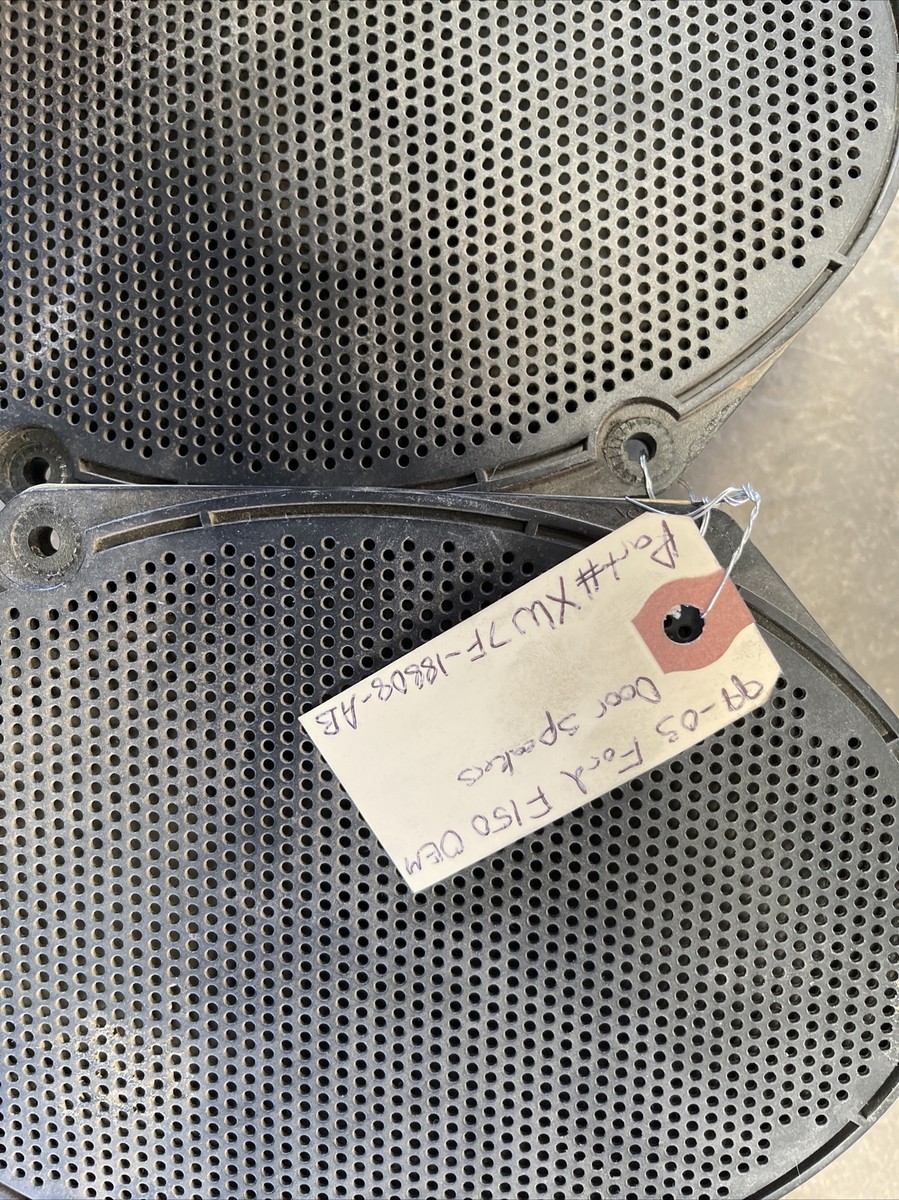 99-03 Ford F150 OEM
Door Speakers
Part# XW7F-18808-AB